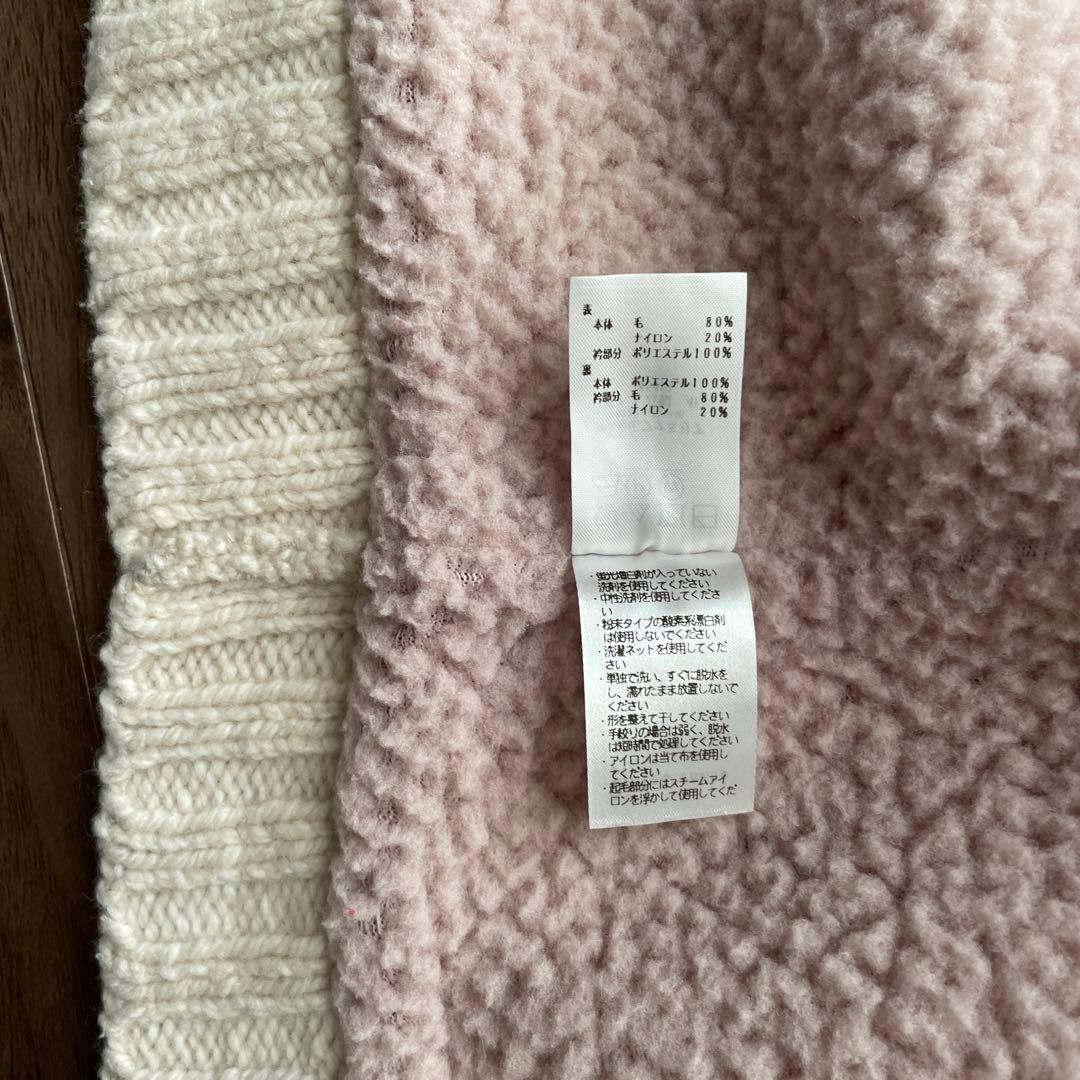 表
本体 毛 80%
ナイロン 20%
衿部分 ポリエステル100%
裏
本体 ポリエステル100%
衿部分 毛 80%
ナイロン 20%
・蛍光増白剤が入っていない
洗剤を使用してください
・中性洗剤を使用してくださ
い
・粉末タイプの酸素系漂白剤
は使用しないでください
・洗濯ネットを使用してくだ
さい
・単独で洗い、すぐに脱水を
し、濡れたまま放置しないで
ください
・形を整えて干してください
・手絞りの場合は弱く、脱水
は短時間で処理してください
・アイロンは当て布を使用し
てください
・起毛部分にはスチームアイ
ロンを浮かして使用してくだ